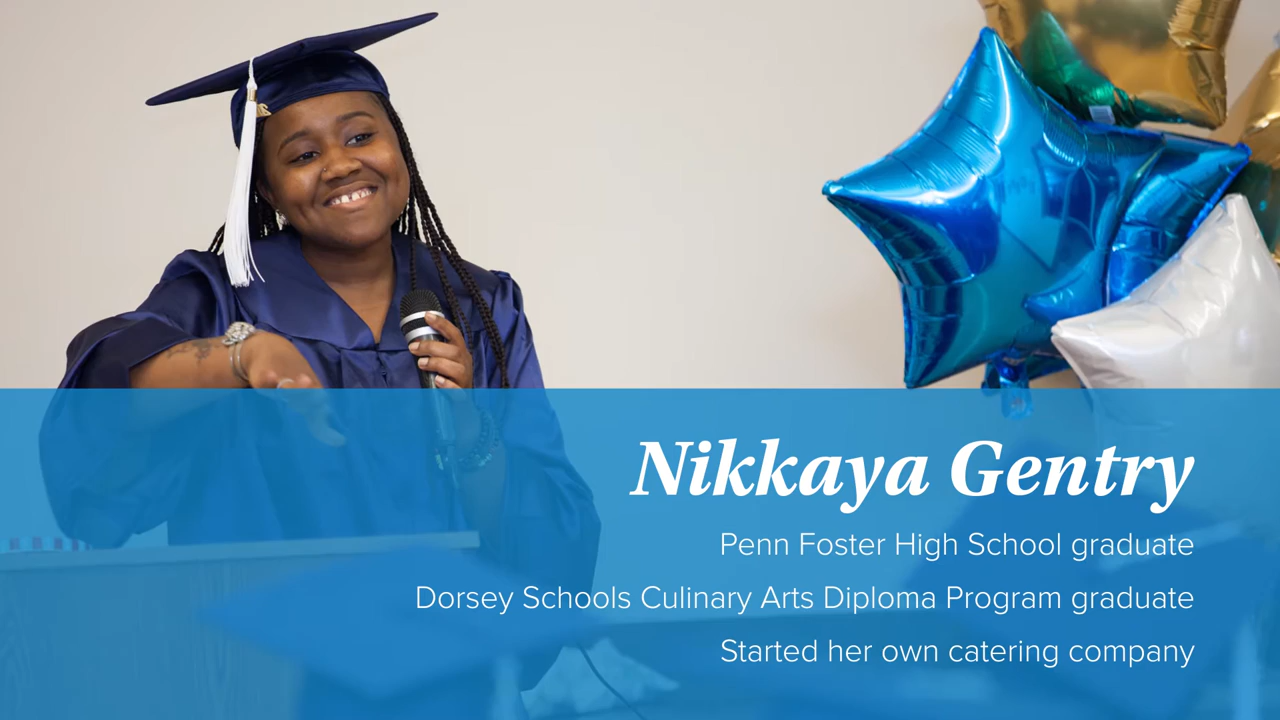 Nikkaya Gentry
Penn Foster High School graduate
Dorsey Schools Culinary Arts Diploma Program graduate
Started her own catering company